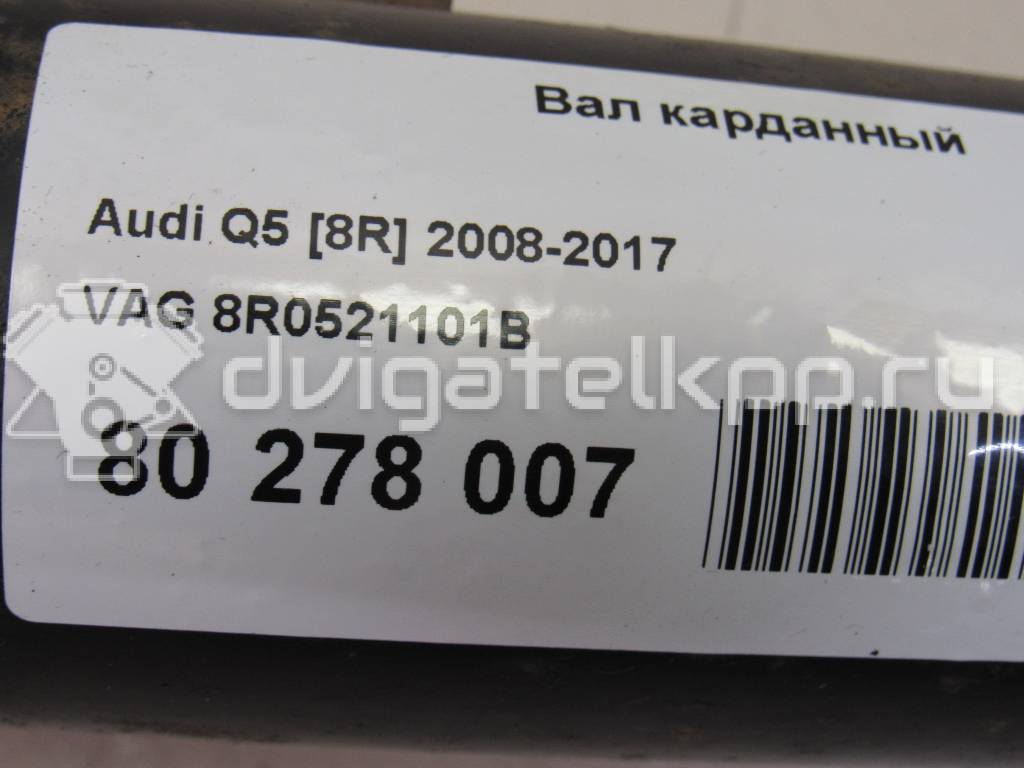 Вал карданный
Audi Q5 [8R] 2008-2017
VAG 8R0521101B
dvigatelkop.ru
80 278 007